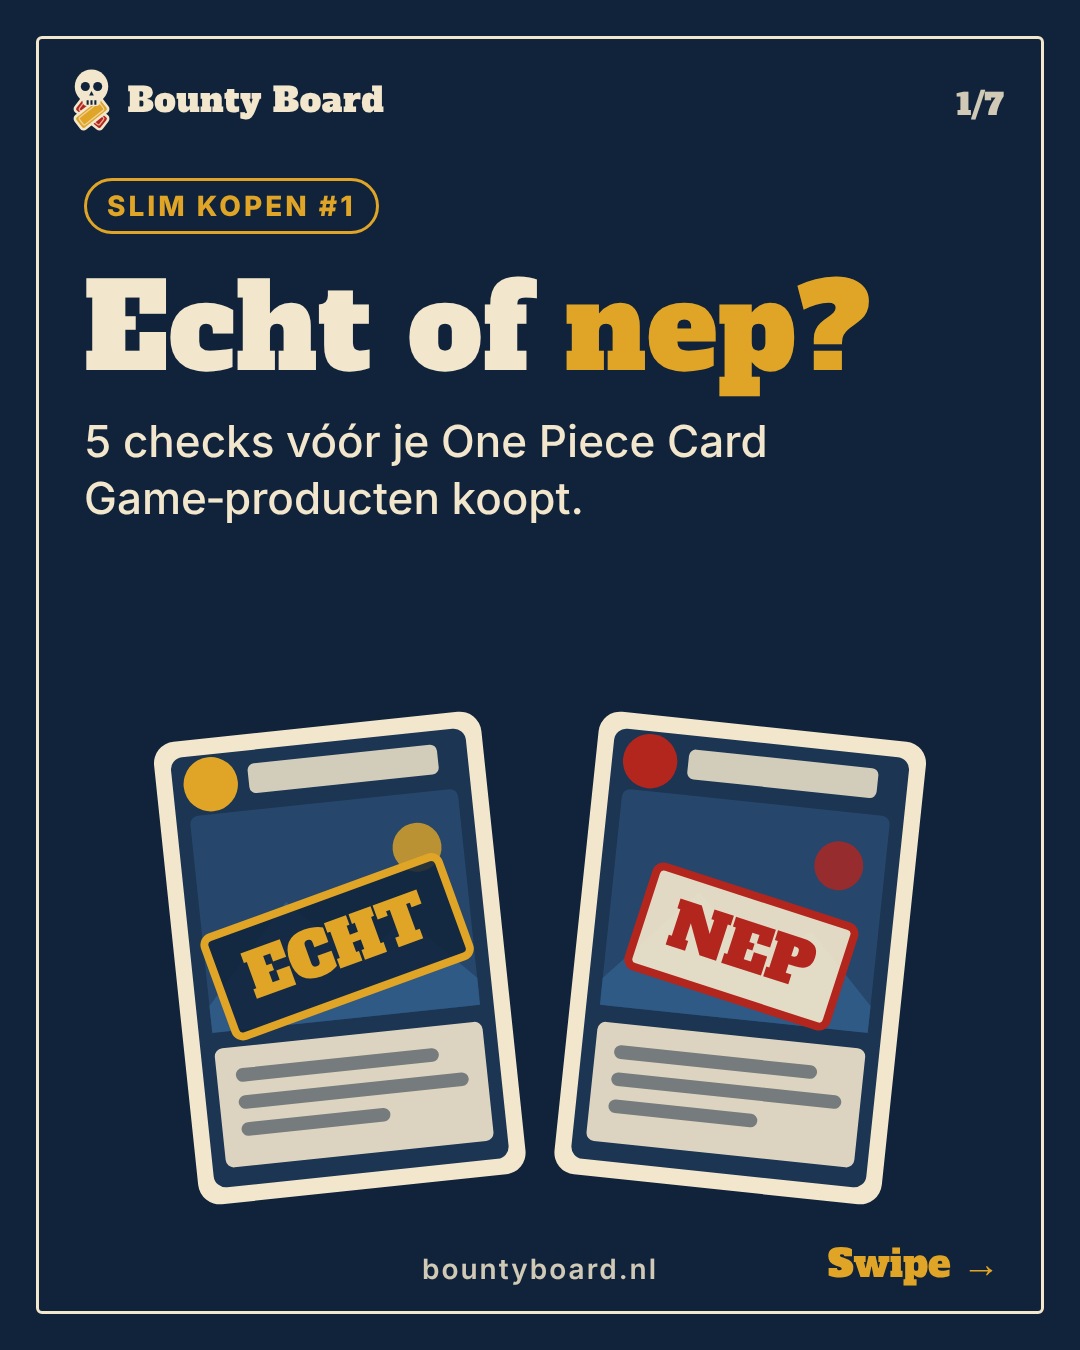 Bounty Board
1/7
SLIM KOPEN #1
Echt of nep?
5 checks vóór je One Piece Card
Game-producten koopt.
ECHT
NEP
bountyboard.nl
Swipe →